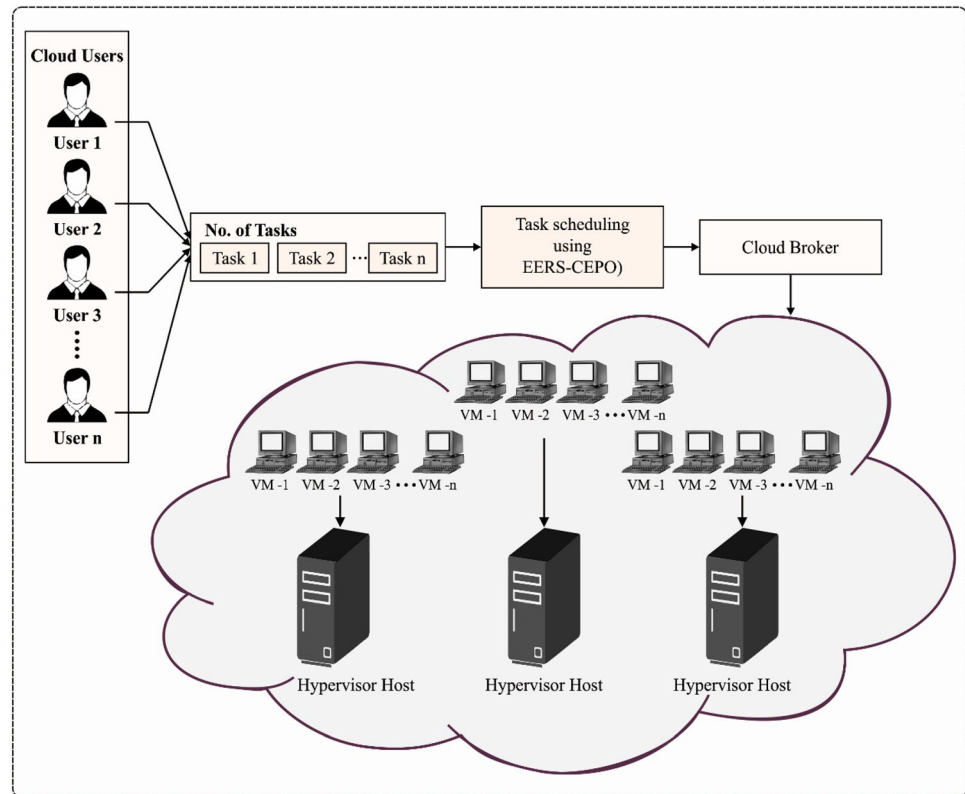 Cloud Users
User 1
User 2
User 3
User n
No. of Tasks
Task 1 Task 2 ... Task n
Task scheduling
using
EERS-CEPO)
Cloud Broker
VM -1 VM -2 VM -3 ••• VM -n
VM -1 VM -2 VM -3 ••• VM -n
VM -1 VM -2 VM -3 ••• VM -n
Hypervisor Host
Hypervisor Host
Hypervisor Host